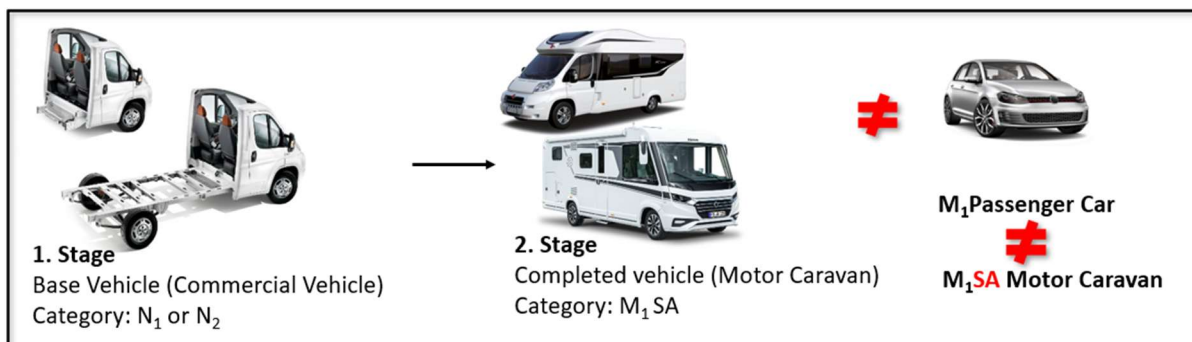 1. Stage
Base Vehicle (Commercial Vehicle)
Category: N₁ or N₂
2. Stage
Completed vehicle (Motor Caravan)
Category: M₁ SA
≠
M₁Passenger Car
≠
M₁SA Motor Caravan